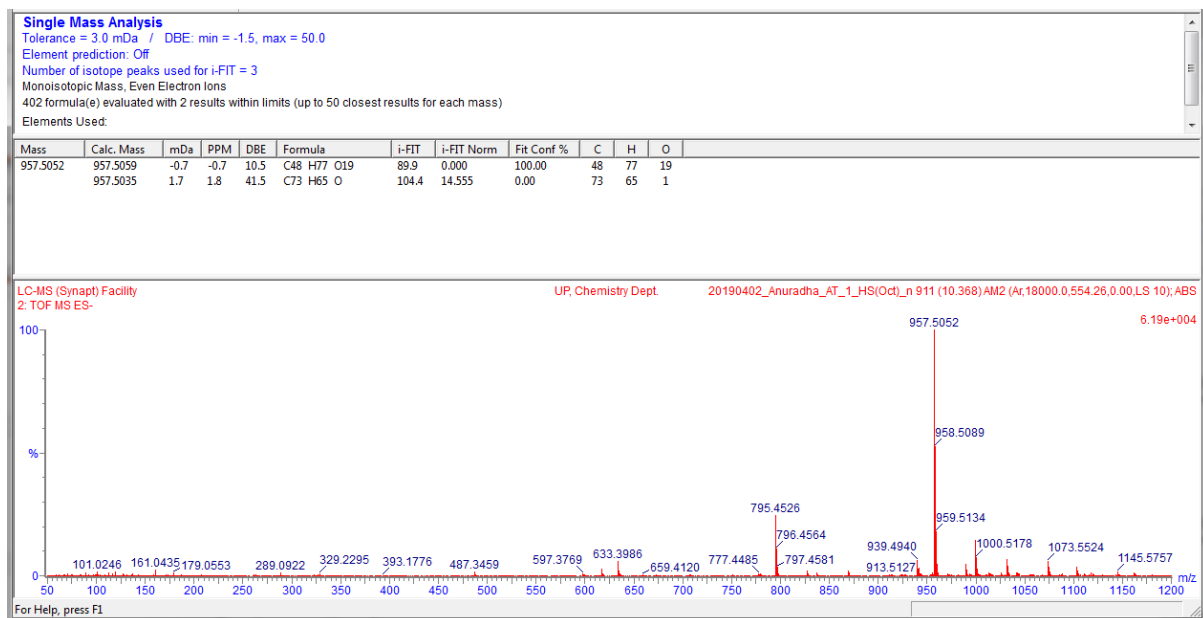 Single Mass Analysis
Tolerance = 3.0 mDa / DBE: min = -1.5, max = 50.0
Element prediction: Off
Number of isotope peaks used for i-FIT = 3
Monoisotopic Mass, Even Electron Ions
402 formula(e) evaluated with 2 results within limits (up to 50 closest results for each mass)
Elements Used:
Mass Calc. Mass mDa PPM DBE Formula i-FIT i-FIT Norm Fit Conf % C H O
957.5052 957.5059 -0.7 -0.7 10.5 C48 H77 O19 89.9 0.000 100.00 48 77 19
957.5035 1.7 1.8 41.5 C73 H65 O 104.4 14.555 0.00 73 65 1
LC-MS (Synapt) Facility UP, Chemistry Dept. 20190402_Anuradha_AT_1_HS(Oct)_n 911 (10.368) AM2 (Ar,18000.0,554.26,0.00,LS 10); ABS
2: TOF MS ES-
6.19e+004
957.5052
100
958.5089
%
795.4526
959.5134
796.4564
939.4940 1000.5178 1073.5524
633.3986 777.4485 797.4581 1145.5757
101.0246 161.0435 179.0553 289.0922 329.2295 393.1776 487.3459 597.3769 659.4120 913.5127
0 m/z
50 100 150 200 250 300 350 400 450 500 550 600 650 700 750 800 850 900 950 1000 1050 1100 1150 1200
For Help, press F1